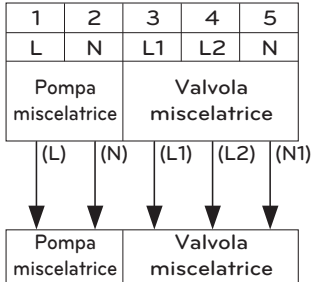 1 2 3 4 5
L N L1 L2 N
Pompa Valvola
miscelatrice miscelatrice
(L) (N) (L1) (L2) (N1)
Pompa Valvola
miscelatrice miscelatrice